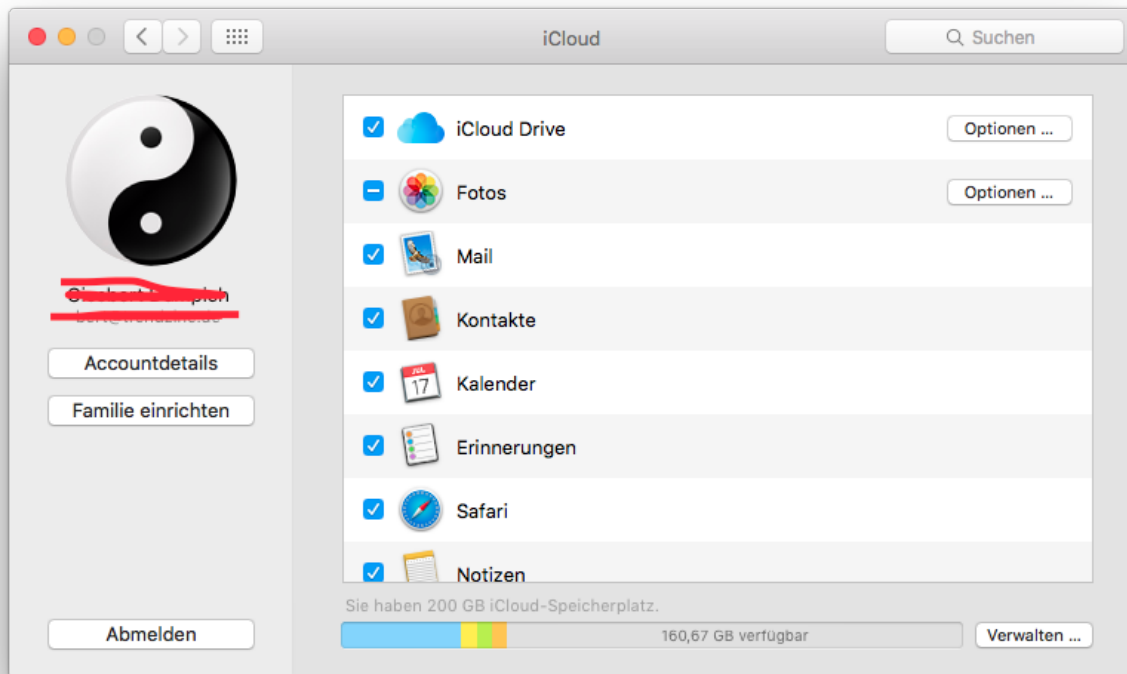 iCloud
Suchen
iCloud Drive
Optionen ...
Fotos
Optionen ...
Mail
Kontakte
JUL
17
Kalender
Erinnerungen
Safari
Notizen
Accountdetails
Familie einrichten
Abmelden
Sie haben 200 GB iCloud-Speicherplatz.
160,67 GB verfügbar
Verwalten ...